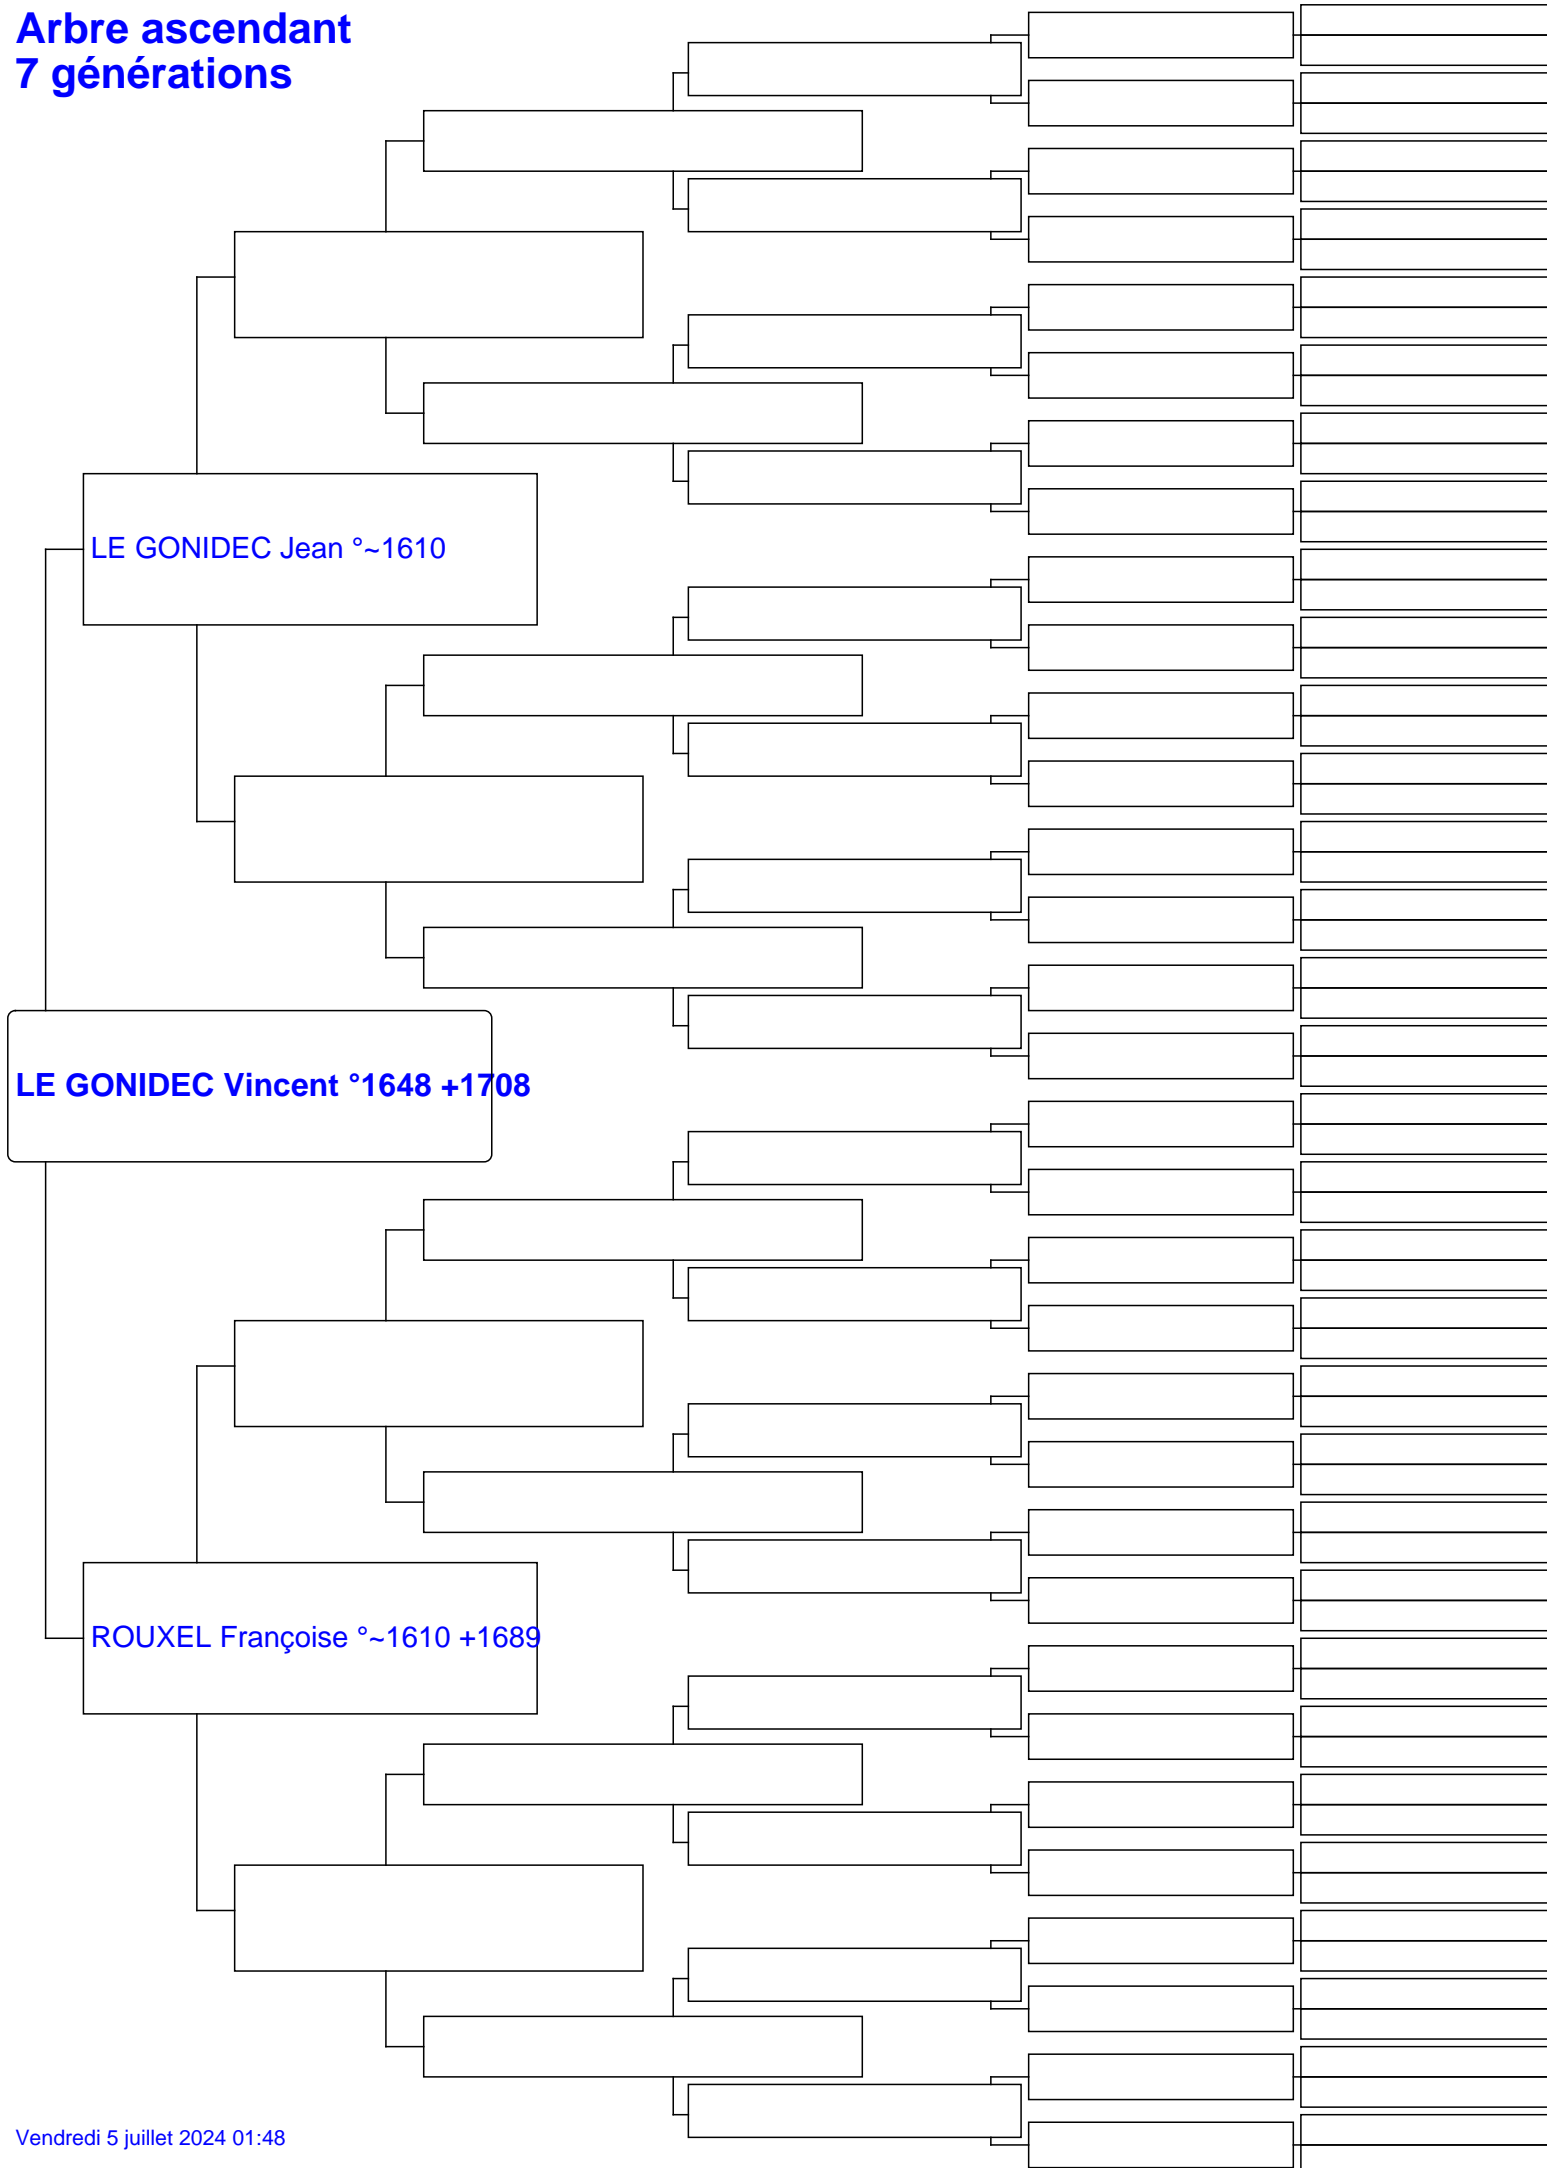 Arbre ascendant
7 générations
LE GONIDEC Jean °~1610
LE GONIDEC Vincent °1648 +1708
ROUXEL Françoise °~1610 +1689
Vendredi 5 juillet 2024 01:48